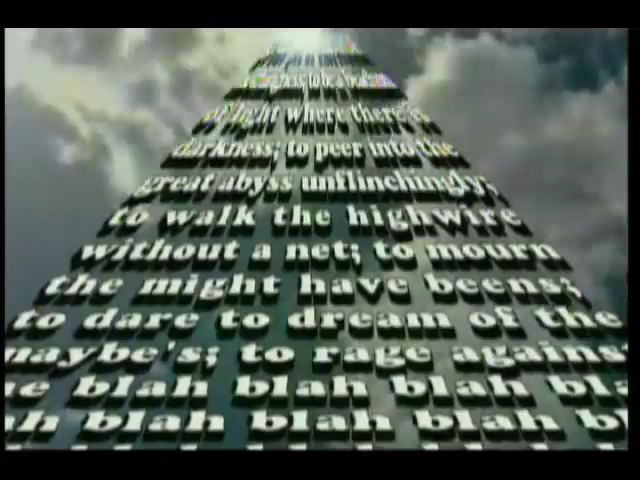 of light where there is
darkness; to peer into the
great abyss unflinchingly;
to walk the highwire
without a net; to mourn
the might have beens;
to dare to dream of the
maybe's; to rage against
blah blah blah
blah blah blah